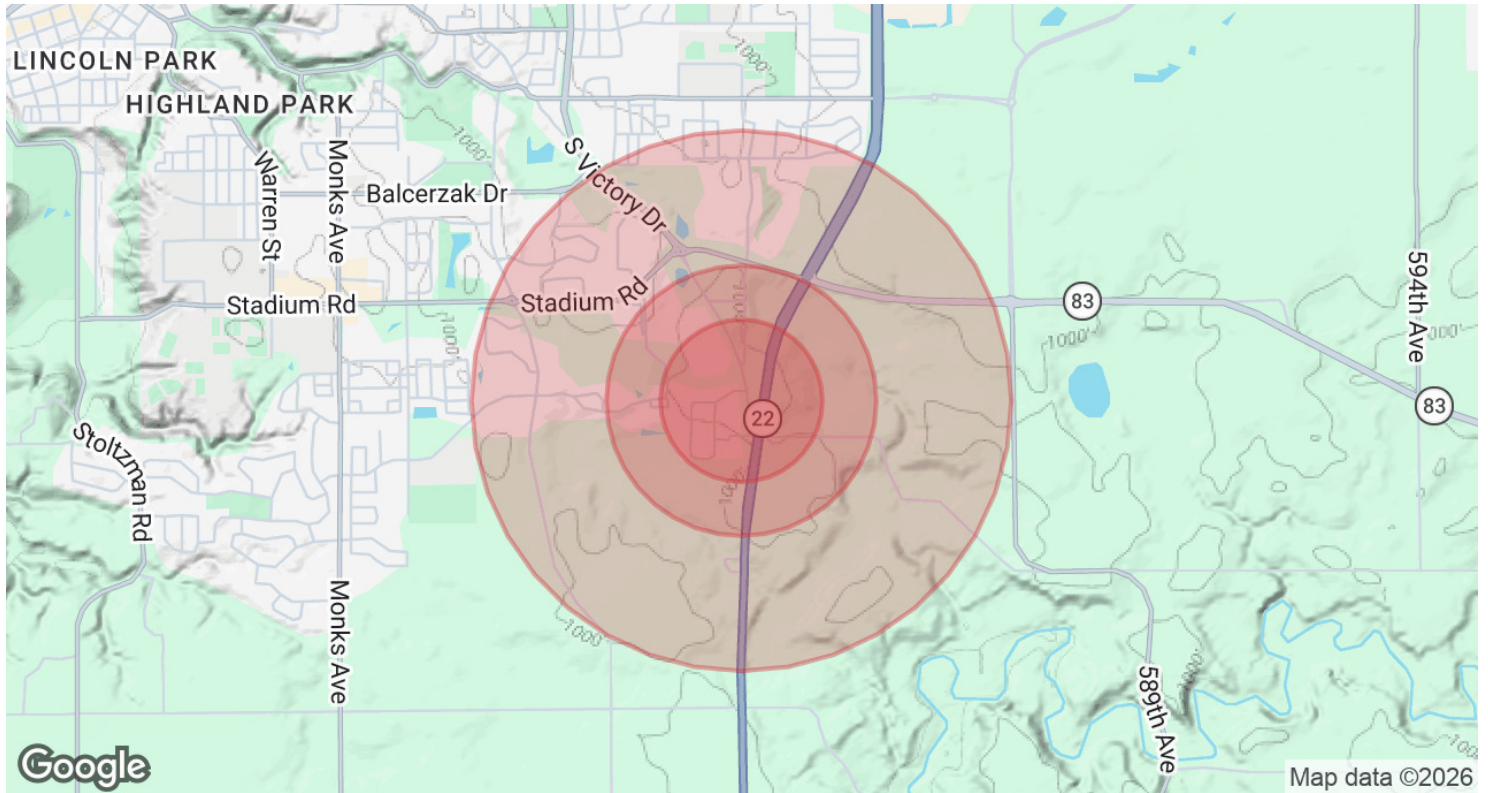 LINCOLN PARK
HIGHLAND PARK
1000'
1000'
S Victory Dr
Warren St
Monks Ave
Balcerzak Dr
Stadium Rd
Stadium Rd
1000'
1000'
83
594th Ave
1000'
83
22
Stoltzman Rd
Monks Ave
1000'
589th Ave
1000'
Google
Map data ©2026